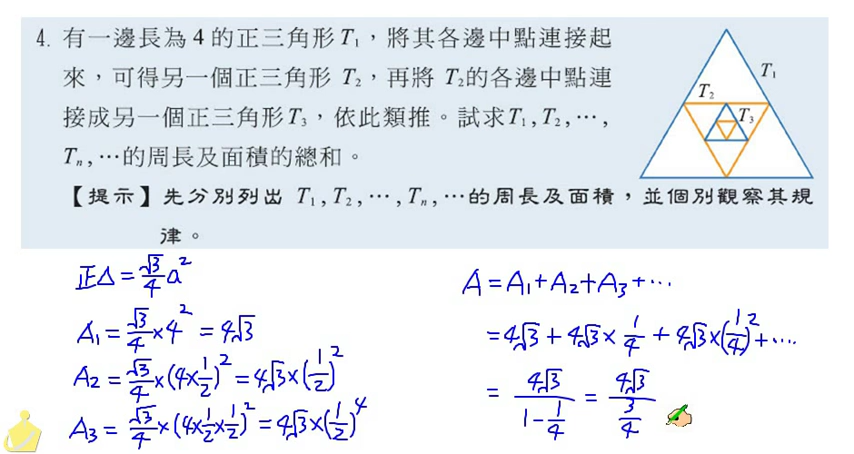 4. 有一邊長為 4 的正三角形 T₁，將其各邊中點連接起
來，可得另一個正三角形 T₂，再將 T₂的各邊中點連
接成另一個正三角形T₃，依此類推。試求T₁, T₂, ⋯,
Tₙ, ⋯的周長及面積的總和。
【提示】先分別列出 T₁, T₂, ⋯, Tₙ, ⋯的周長及面積，並個別觀察其規
律。
T₁
T₂
T₃
正Δ = √3/4 a²
A₁ = √3/4 × 4² = 4√3
A₂ = √3/4 × (4×1/2)² = 4√3 × (1/2)²
A₃ = √3/4 × (4×1/2×1/2)² = 4√3 × (1/2)⁴
A = A₁ + A₂ + A₃ + ⋯
= 4√3 + 4√3 × 1/4 + 4√3 × (1/4)² + ⋯
= 4√3/(1 - 1/4) = 4√3/(3/4)